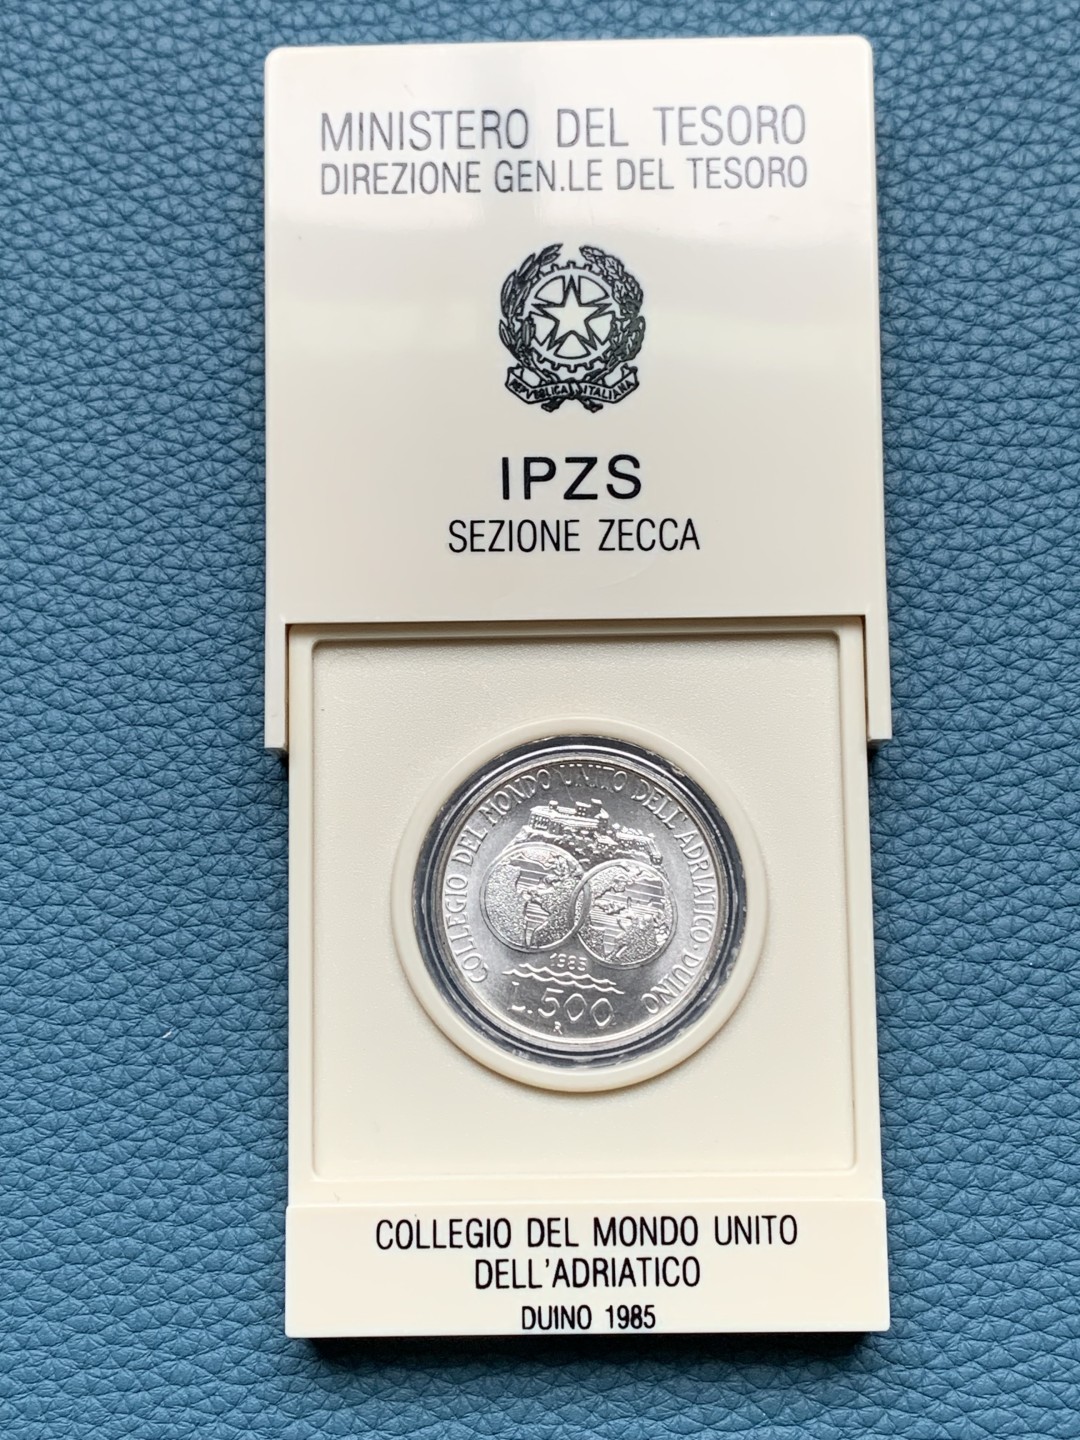 MINISTERO DEL TESORO
DIREZIONE GEN.LE DEL TESORO
REPVBBLICA ITALIANA
IPZS
SEZIONE ZECCA
COLLEGIO DEL MONDO UNITO DELL'ADRIATICO·DUINO
1985
L.500
R
COLLEGIO DEL MONDO UNITO
DELL'ADRIATICO
DUINO 1985